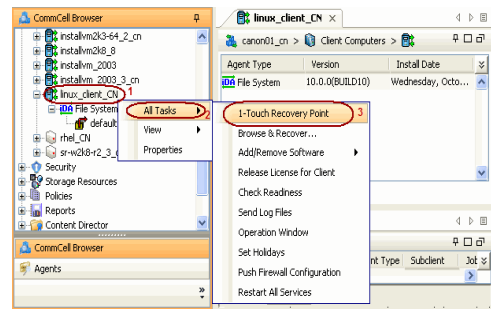 CommCell Browser
installvm2k3-64_2_cn
installvm2k8_8
installvm_2003
installvm_2003_3_cn
linux_client_CN
1
File System
default
rhel_CN
Security
Storage Resources
Policies
Reports
Content Director
CommCell Browser
Agents
All Tasks
2
View
Properties
1-Touch Recovery Point
3
Browse & Recover...
Add/Remove Software
Release License for Client
Check Readiness
Send Log Files
Operation Window
Set Holidays
Push Firewall Configuration
Restart All Services
linux_client_CN
canon01_cn > Client Computers >
Agent Type Version Install Date
iDA File System 10.0.0(BUILD10) Wednesday, Octo...
nt Type Subclient Job